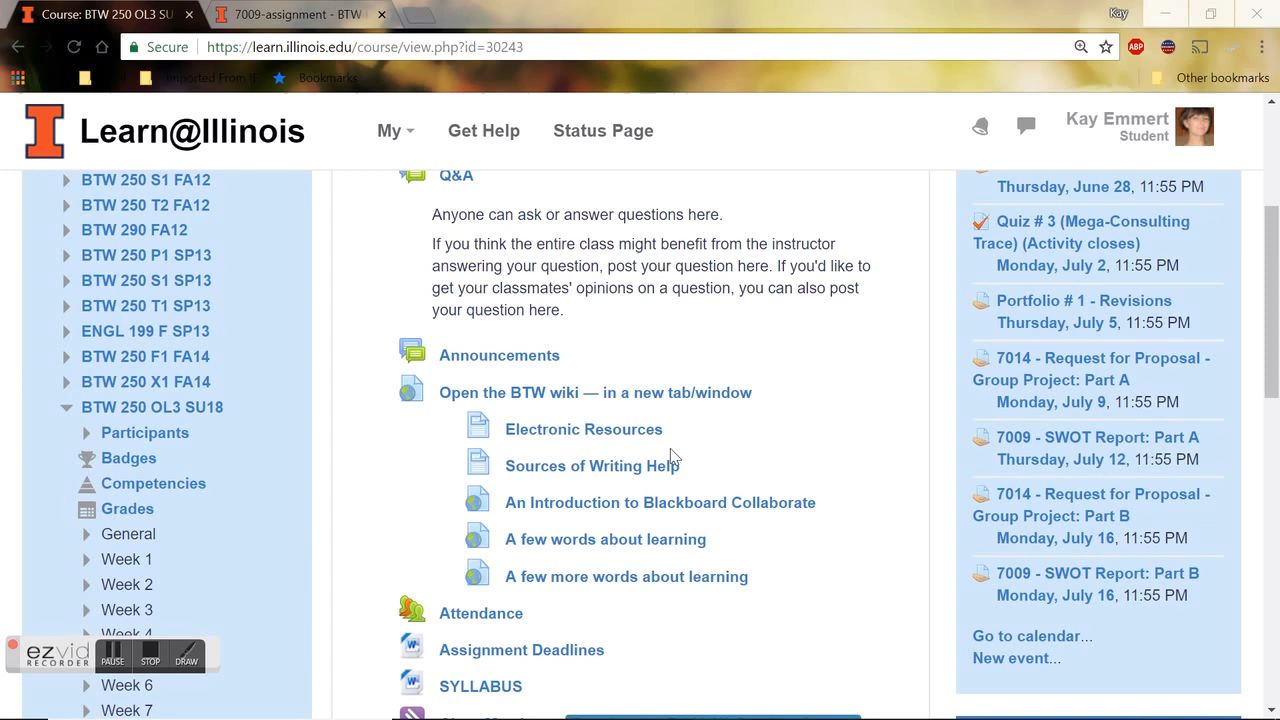 Course: BTW 250 OL3 SU
7009-assignment - BTW
Kay
Secure
https://learn.illinois.edu/course/view.php?id=30243
ABP
Imported From IE
Bookmarks
Other bookmarks
I Learn@Illinois
My
Get Help
Status Page
Kay Emmert
Student
BTW 250 S1 FA12
BTW 250 T2 FA12
BTW 290 FA12
BTW 250 P1 SP13
BTW 250 S1 SP13
BTW 250 T1 SP13
ENGL 199 F SP13
BTW 250 F1 FA14
BTW 250 X1 FA14
BTW 250 OL3 SU18
Participants
Badges
Competencies
Grades
General
Week 1
Week 2
Week 3
Week 4
Week 6
Week 7
ezvid
RECORDER
PAUSE
STOP
DRAW
Q&A
Anyone can ask or answer questions here.
If you think the entire class might benefit from the instructor
answering your question, post your question here. If you'd like to
get your classmates' opinions on a question, you can also post
your question here.
Announcements
Open the BTW wiki — in a new tab/window
Electronic Resources
Sources of Writing Help
An Introduction to Blackboard Collaborate
A few words about learning
A few more words about learning
Attendance
Assignment Deadlines
SYLLABUS
Thursday, June 28, 11:55 PM
Quiz # 3 (Mega-Consulting
Trace) (Activity closes)
Monday, July 2, 11:55 PM
Portfolio # 1 - Revisions
Thursday, July 5, 11:55 PM
7014 - Request for Proposal -
Group Project: Part A
Monday, July 9, 11:55 PM
7009 - SWOT Report: Part A
Thursday, July 12, 11:55 PM
7014 - Request for Proposal -
Group Project: Part B
Monday, July 16, 11:55 PM
7009 - SWOT Report: Part B
Monday, July 16, 11:55 PM
Go to calendar...
New event...